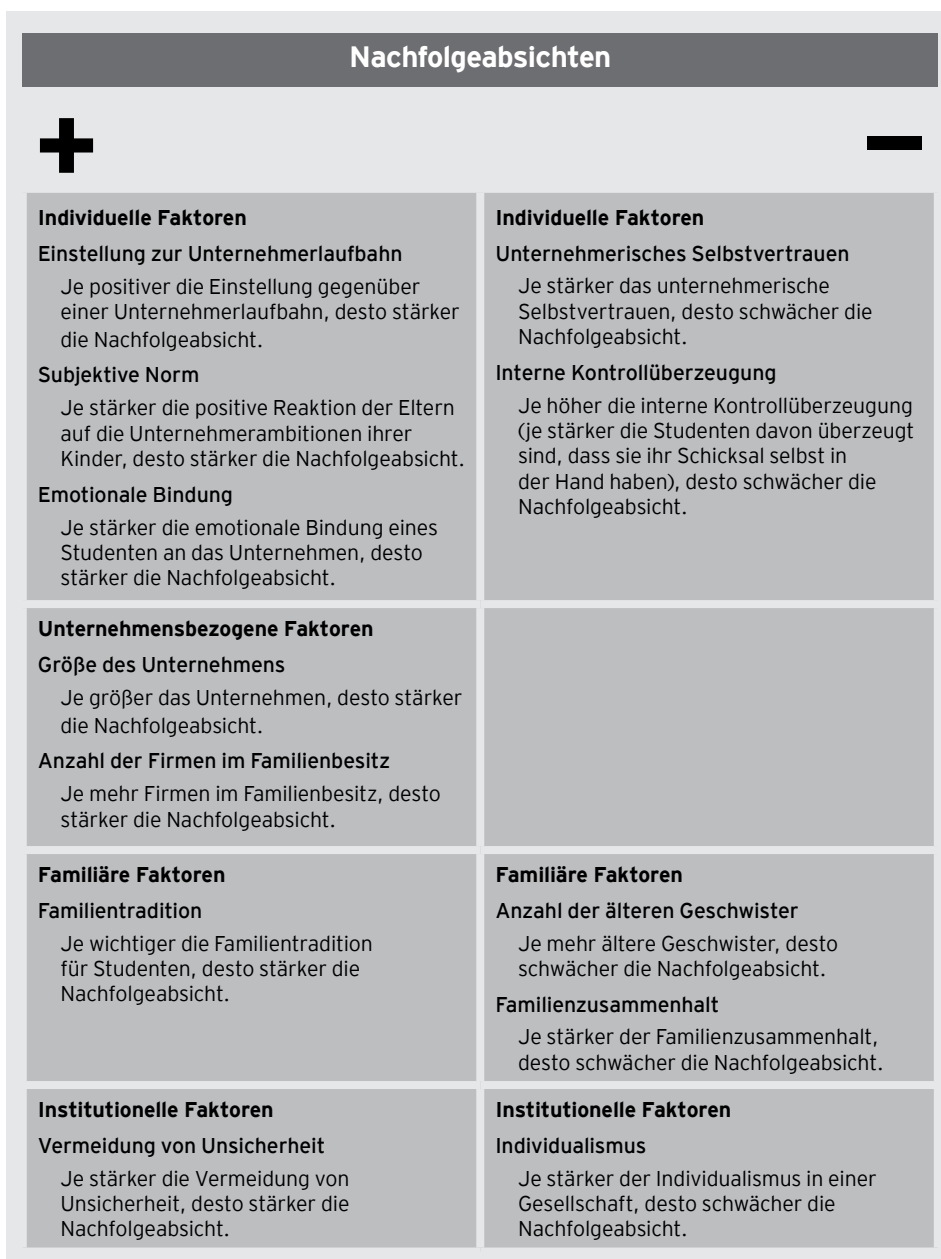 Nachfolgeabsichten
+
−
Individuelle Faktoren
Einstellung zur Unternehmerlaufbahn
Je positiver die Einstellung gegenüber
einer Unternehmerlaufbahn, desto stärker
die Nachfolgeabsicht.
Subjektive Norm
Je stärker die positive Reaktion der Eltern
auf die Unternehmerambitionen ihrer
Kinder, desto stärker die Nachfolgeabsicht.
Emotionale Bindung
Je stärker die emotionale Bindung eines
Studenten an das Unternehmen, desto
stärker die Nachfolgeabsicht.
Individuelle Faktoren
Unternehmerisches Selbstvertrauen
Je stärker das unternehmerische
Selbstvertrauen, desto schwächer die
Nachfolgeabsicht.
Interne Kontrollüberzeugung
Je höher die interne Kontrollüberzeugung
(je stärker die Studenten davon überzeugt
sind, dass sie ihr Schicksal selbst in
der Hand haben), desto schwächer die
Nachfolgeabsicht.
Unternehmensbezogene Faktoren
Größe des Unternehmens
Je größer das Unternehmen, desto stärker
die Nachfolgeabsicht.
Anzahl der Firmen im Familienbesitz
Je mehr Firmen im Familienbesitz, desto
stärker die Nachfolgeabsicht.
Familiäre Faktoren
Familientradition
Je wichtiger die Familientradition
für Studenten, desto stärker die
Nachfolgeabsicht.
Familiäre Faktoren
Anzahl der älteren Geschwister
Je mehr ältere Geschwister, desto
schwächer die Nachfolgeabsicht.
Familienzusammenhalt
Je stärker der Familienzusammenhalt,
desto schwächer die Nachfolgeabsicht.
Institutionelle Faktoren
Vermeidung von Unsicherheit
Je stärker die Vermeidung von
Unsicherheit, desto stärker die
Nachfolgeabsicht.
Institutionelle Faktoren
Individualismus
Je stärker der Individualismus in einer
Gesellschaft, desto schwächer die
Nachfolgeabsicht.